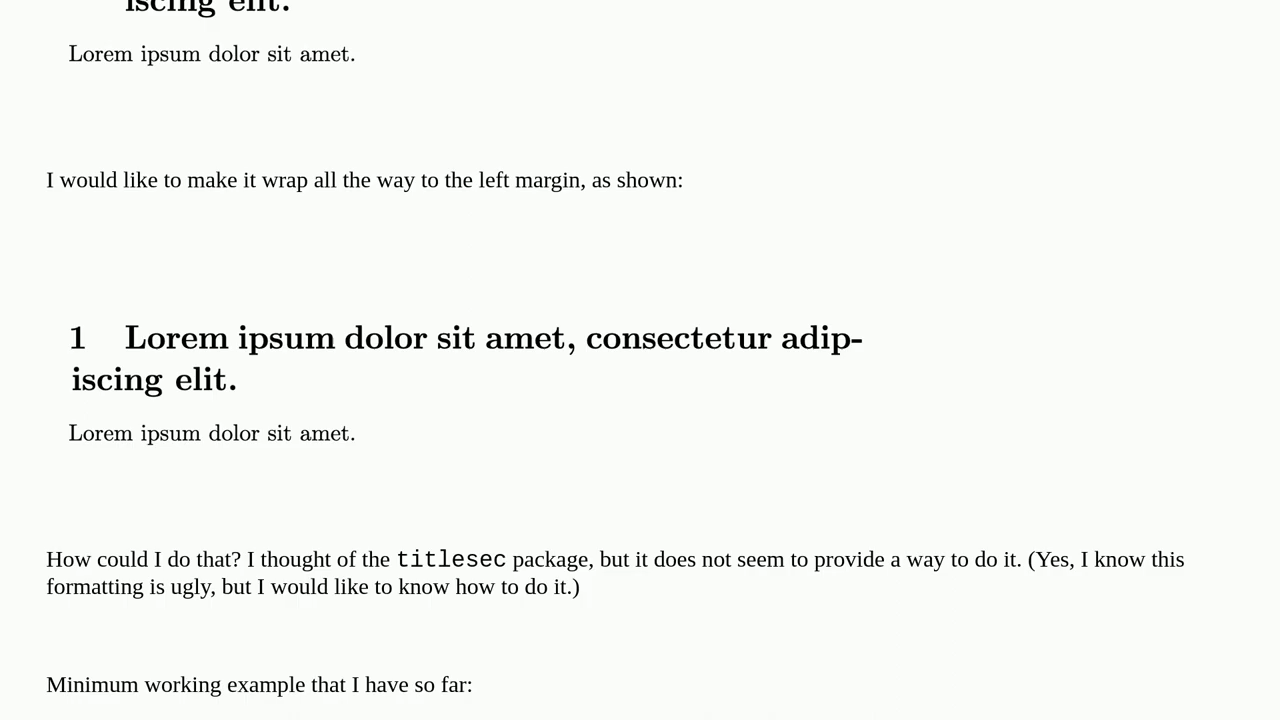 iscing elit.
Lorem ipsum dolor sit amet.
I would like to make it wrap all the way to the left margin, as shown:
1 Lorem ipsum dolor sit amet, consectetur adip-
iscing elit.
Lorem ipsum dolor sit amet.
How could I do that? I thought of the titlesec package, but it does not seem to provide a way to do it. (Yes, I know this
formatting is ugly, but I would like to know how to do it.)
Minimum working example that I have so far: